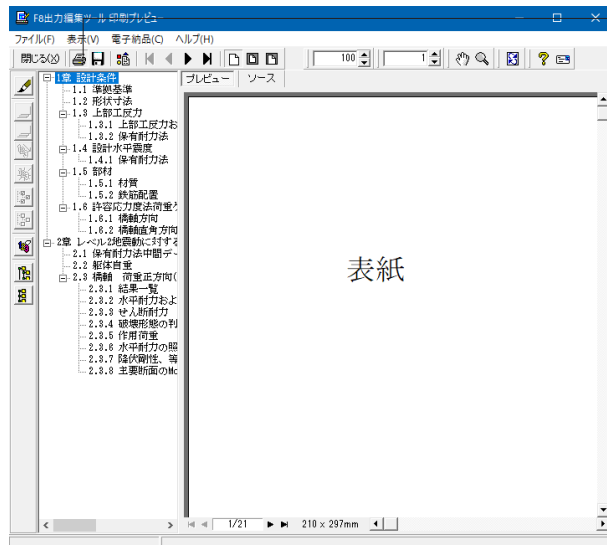 F8出力編集ツール 印刷プレビュー
ファイル(F) 表示(V) 電子納品(C) ヘルプ(H)
閉じる(X) 100 1 ?
プレビュー ソース
1章 設計条件
1.1 準拠基準
1.2 形状寸法
1.3 上部工反力
1.3.1 上部工反力お
1.3.2 保有耐力法
1.4 設計水平震度
1.4.1 保有耐力法
1.5 部材
1.5.1 材質
1.5.2 鉄筋配置
1.6 許容応力度法荷重ケ
1.6.1 橋軸方向
1.6.2 橋軸直角方向
2章 レベル2地震動に対する
2.1 保有耐力法中間デー
2.2 躯体自重
2.3 橋軸 荷重正方向(
2.3.1 結果一覧
2.3.2 水平耐力およ
2.3.3 せん断耐力
2.3.4 破壊形態の判
2.3.5 作用荷重
2.3.6 水平耐力の照
2.3.7 降伏剛性、等
2.3.8 主要断面のMc
表紙
1/21 210 x 297mm